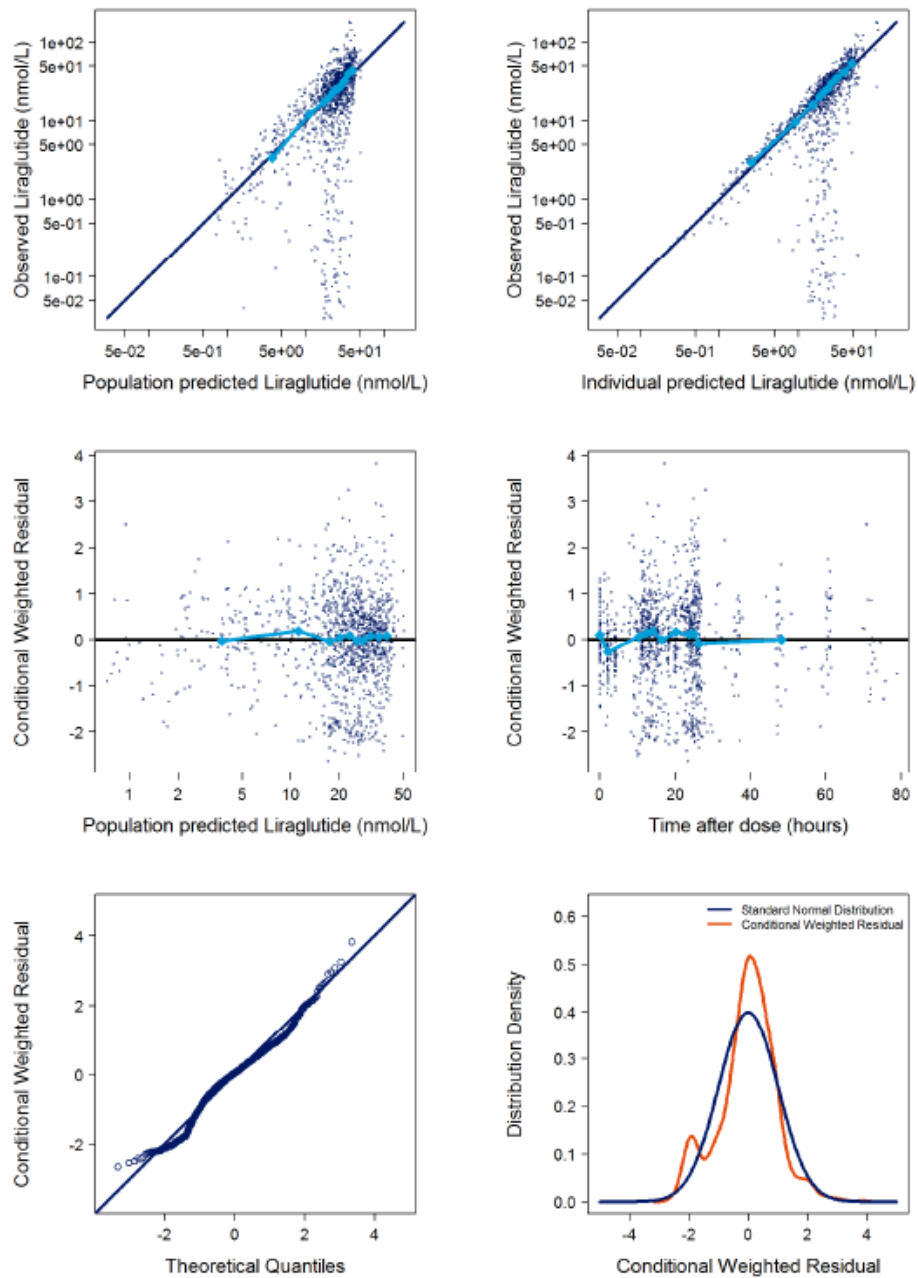 1e+02
5e+01
1e+01
5e+00
1e+00
5e-01
1e-01
5e-02
Observed Liraglutide (nmol/L)
5e-02 5e-01 5e+00 5e+01
Population predicted Liraglutide (nmol/L)
1e+02
5e+01
1e+01
5e+00
1e+00
5e-01
1e-01
5e-02
Observed Liraglutide (nmol/L)
5e-02 5e-01 5e+00 5e+01
Individual predicted Liraglutide (nmol/L)
4
3
2
1
0
-1
-2
Conditional Weighted Residual
1 2 5 10 20 50
Population predicted Liraglutide (nmol/L)
4
3
2
1
0
-1
-2
Conditional Weighted Residual
0 20 40 60 80
Time after dose (hours)
4
2
0
-2
Conditional Weighted Residual
-2 0 2 4
Theoretical Quantiles
0.6
0.5
0.4
0.3
0.2
0.1
0.0
Distribution Density
Standard Normal Distribution
Conditional Weighted Residual
-4 -2 0 2 4
Conditional Weighted Residual